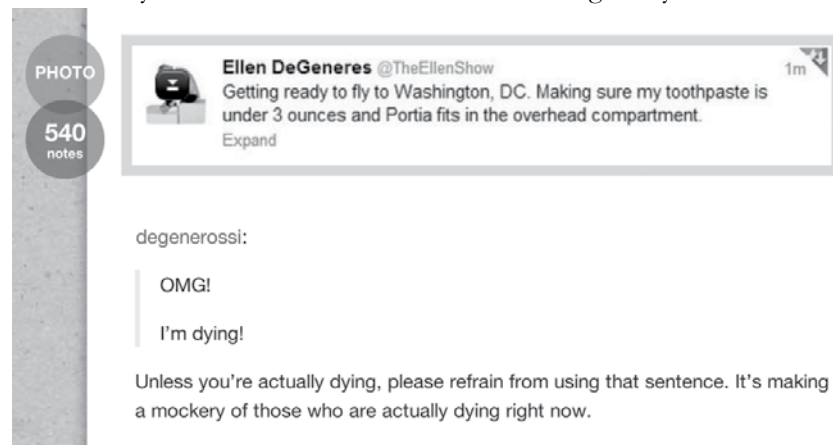 PHOTO
540
notes
Ellen DeGeneres @TheEllenShow
1m
Getting ready to fly to Washington, DC. Making sure my toothpaste is
under 3 ounces and Portia fits in the overhead compartment.
Expand
degenerossi:
OMG!
I'm dying!
Unless you're actually dying, please refrain from using that sentence. It's making
a mockery of those who are actually dying right now.